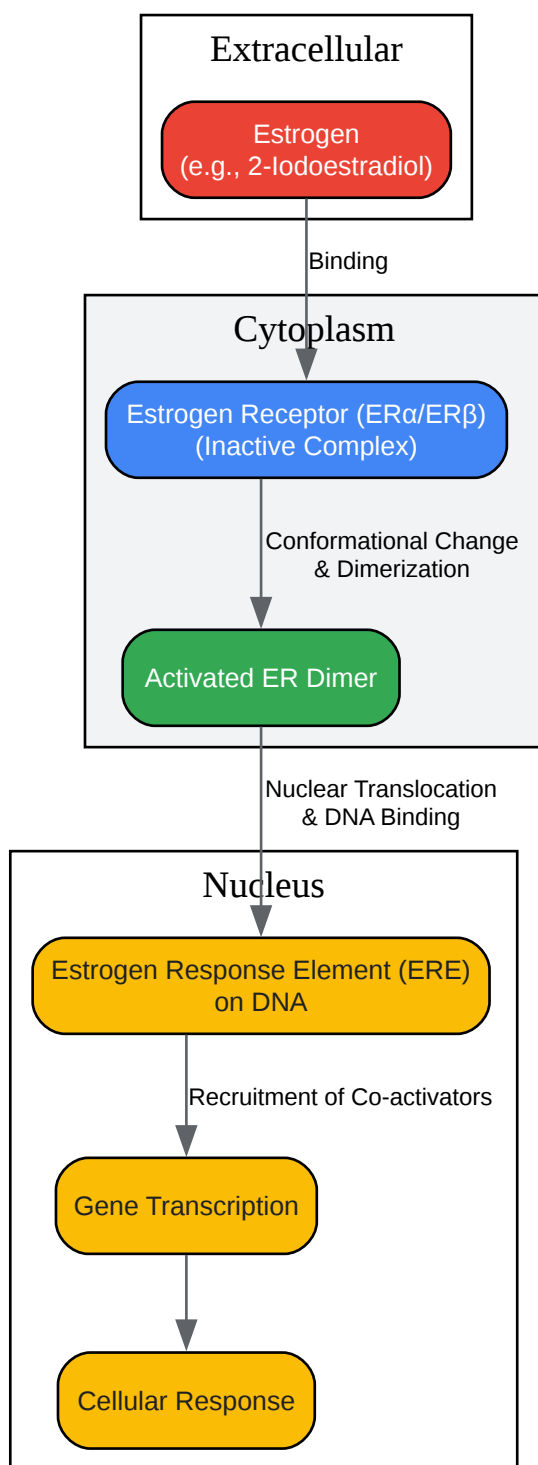 Extracellular
Estrogen
(e.g., 2-Iodoestradiol)
Binding
Cytoplasm
Estrogen Receptor (ERα/ERβ)
(Inactive Complex)
Conformational Change
& Dimerization
Activated ER Dimer
Nuclear Translocation
& DNA Binding
Nucleus
Estrogen Response Element (ERE)
on DNA
Recruitment of Co-activators
Gene Transcription
Cellular Response